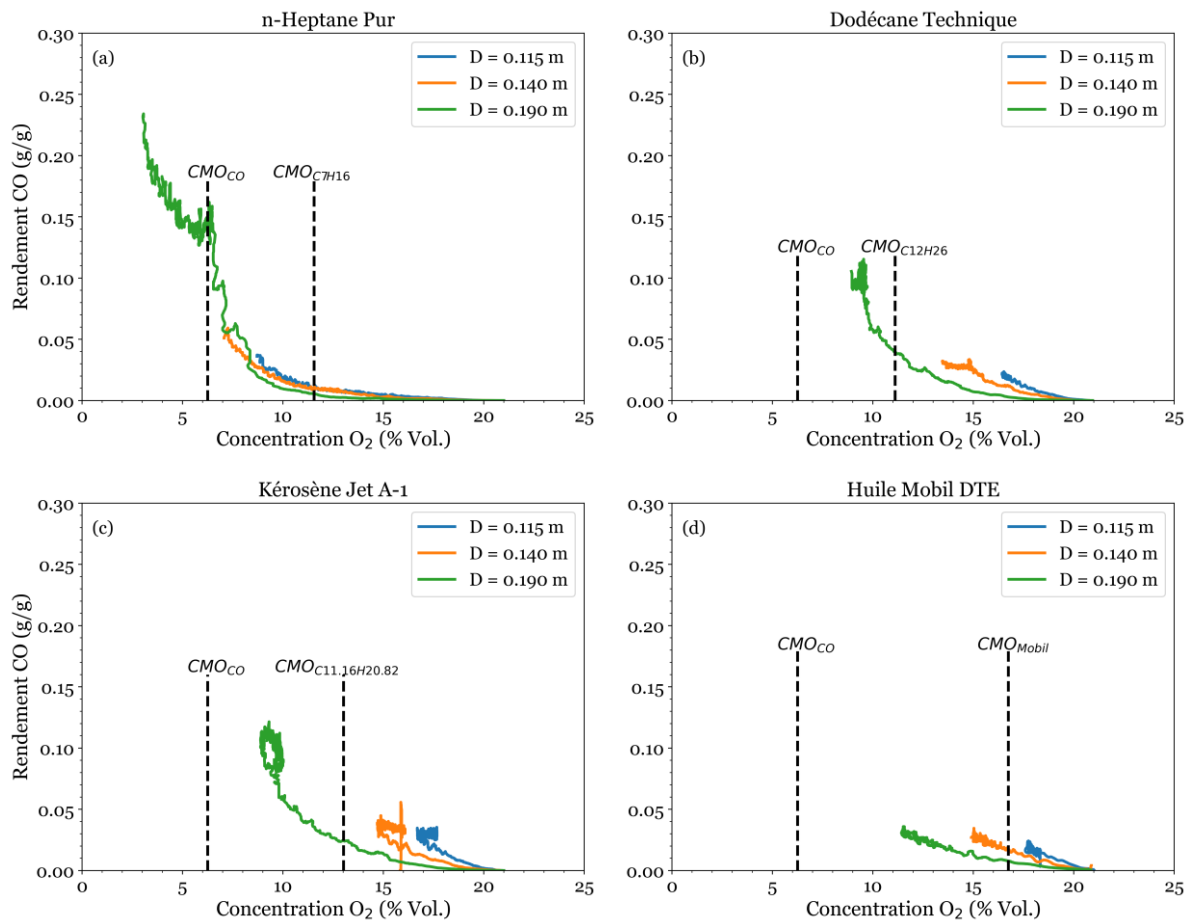 n-Heptane Pur
(a)
D = 0.115 m
D = 0.140 m
D = 0.190 m
CMO_CO
CMO_C7H16
Rendement CO (g/g)
0.30
0.25
0.20
0.15
0.10
0.05
0.00
0 5 10 15 20 25
Concentration O₂ (% Vol.)
Dodécane Technique
(b)
D = 0.115 m
D = 0.140 m
D = 0.190 m
CMO_CO
CMO_C12H26
0.30
0.25
0.20
0.15
0.10
0.05
0.00
0 5 10 15 20 25
Concentration O₂ (% Vol.)
Kérosène Jet A-1
(c)
D = 0.115 m
D = 0.140 m
D = 0.190 m
CMO_CO
CMO_C11.16H20.82
Rendement CO (g/g)
0.30
0.25
0.20
0.15
0.10
0.05
0.00
0 5 10 15 20 25
Concentration O₂ (% Vol.)
Huile Mobil DTE
(d)
D = 0.115 m
D = 0.140 m
D = 0.190 m
CMO_CO
CMO_Mobil
0.30
0.25
0.20
0.15
0.10
0.05
0.00
0 5 10 15 20 25
Concentration O₂ (% Vol.)